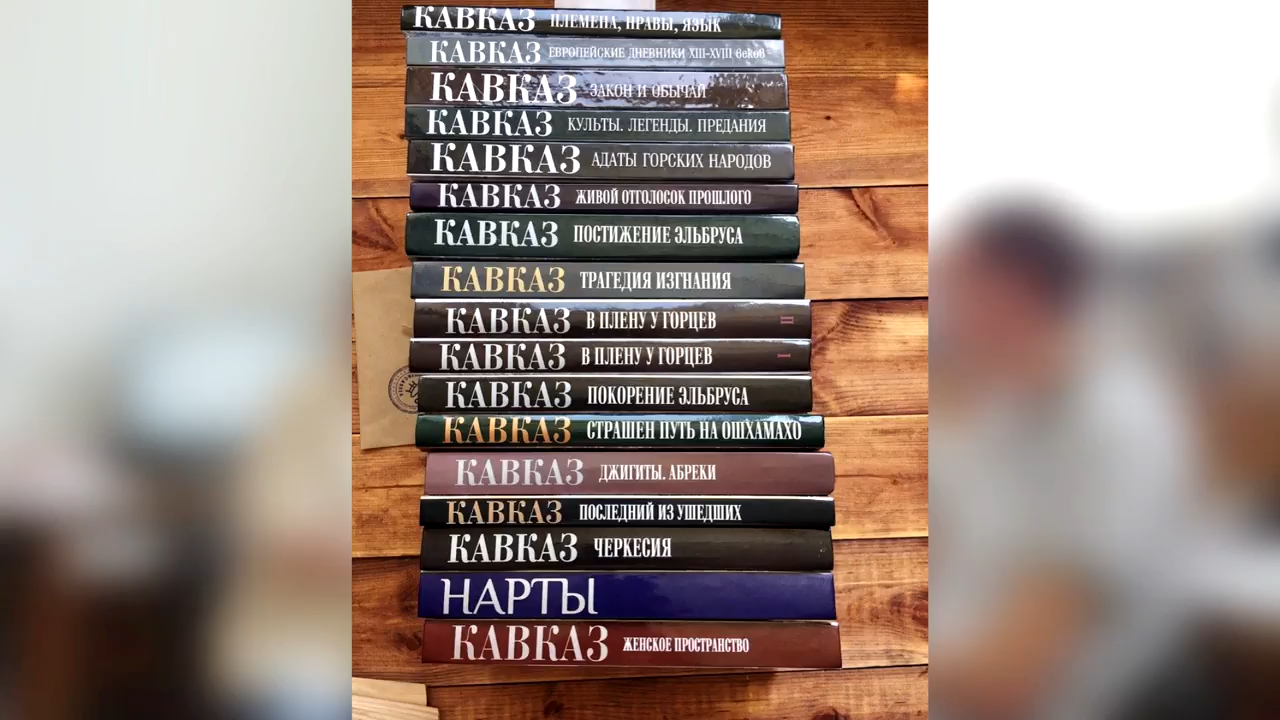 КАВКАЗ ПЛЕМЕНА, НРАВЫ, ЯЗЫК
КАВКАЗ ЕВРОПЕЙСКИЕ ДНЕВНИКИ XIII-XVIII веков
КАВКАЗ ЗАКОН И ОБЫЧАЙ
КАВКАЗ КУЛЬТЫ. ЛЕГЕНДЫ. ПРЕДАНИЯ
КАВКАЗ АДАТЫ ГОРСКИХ НАРОДОВ
КАВКАЗ ЖИВОЙ ОТГОЛОСОК ПРОШЛОГО
КАВКАЗ ПОСТИЖЕНИЕ ЭЛЬБРУСА
КАВКАЗ ТРАГЕДИЯ ИЗГНАНИЯ
КАВКАЗ В ПЛЕНУ У ГОРЦЕВ II
КАВКАЗ В ПЛЕНУ У ГОРЦЕВ I
КАВКАЗ ПОКОРЕНИЕ ЭЛЬБРУСА
КАВКАЗ СТРАШЕН ПУТЬ НА ОШХАМАХО
КАВКАЗ ДЖИГИТЫ. АБРЕКИ
КАВКАЗ ПОСЛЕДНИЙ ИЗ УШЕДШИХ
КАВКАЗ ЧЕРКЕСИЯ
НАРТЫ
КАВКАЗ ЖЕНСКОЕ ПРОСТРАНСТВО